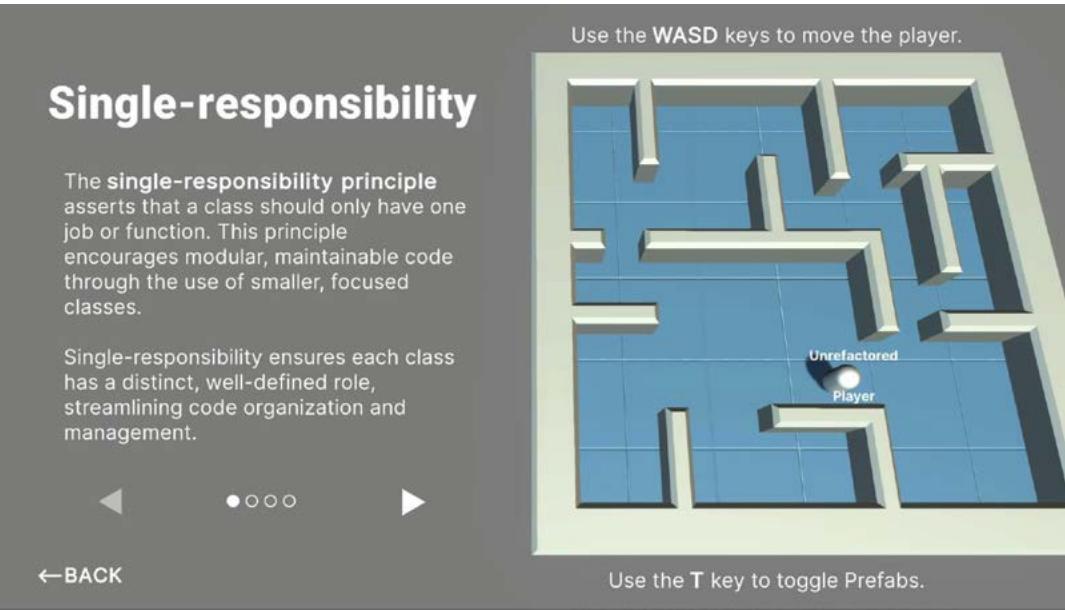 Use the WASD keys to move the player.
Single-responsibility
The single-responsibility principle
asserts that a class should only have one
job or function. This principle
encourages modular, maintainable code
through the use of smaller, focused
classes.
Single-responsibility ensures each class
has a distinct, well-defined role,
streamlining code organization and
management.
Unrefactored
Player
←BACK
Use the T key to toggle Prefabs.